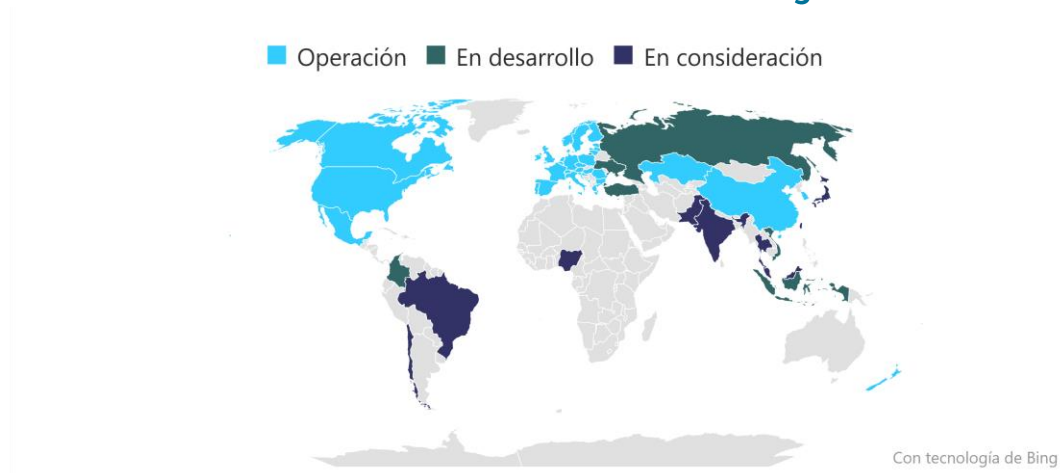 Operación En desarrollo En consideración
Con tecnología de Bing